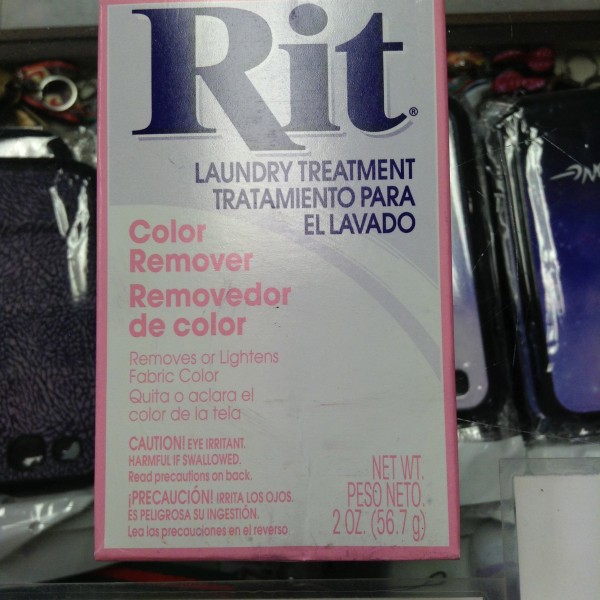 Rit®
LAUNDRY TREATMENT
TRATAMIENTO PARA
EL LAVADO
Color
Remover
Removedor
de color
Removes or Lightens
Fabric Color
Quita o aclara el
color de la tela
CAUTION! EYE IRRITANT.
HARMFUL IF SWALLOWED.
Read precautions on back.
¡PRECAUCIÓN! IRRITA LOS OJOS.
ES PELIGROSA SU INGESTIÓN.
Lea las precauciones en el reverso
NET WT.
PESO NETO.
2 OZ. (56.7 g)